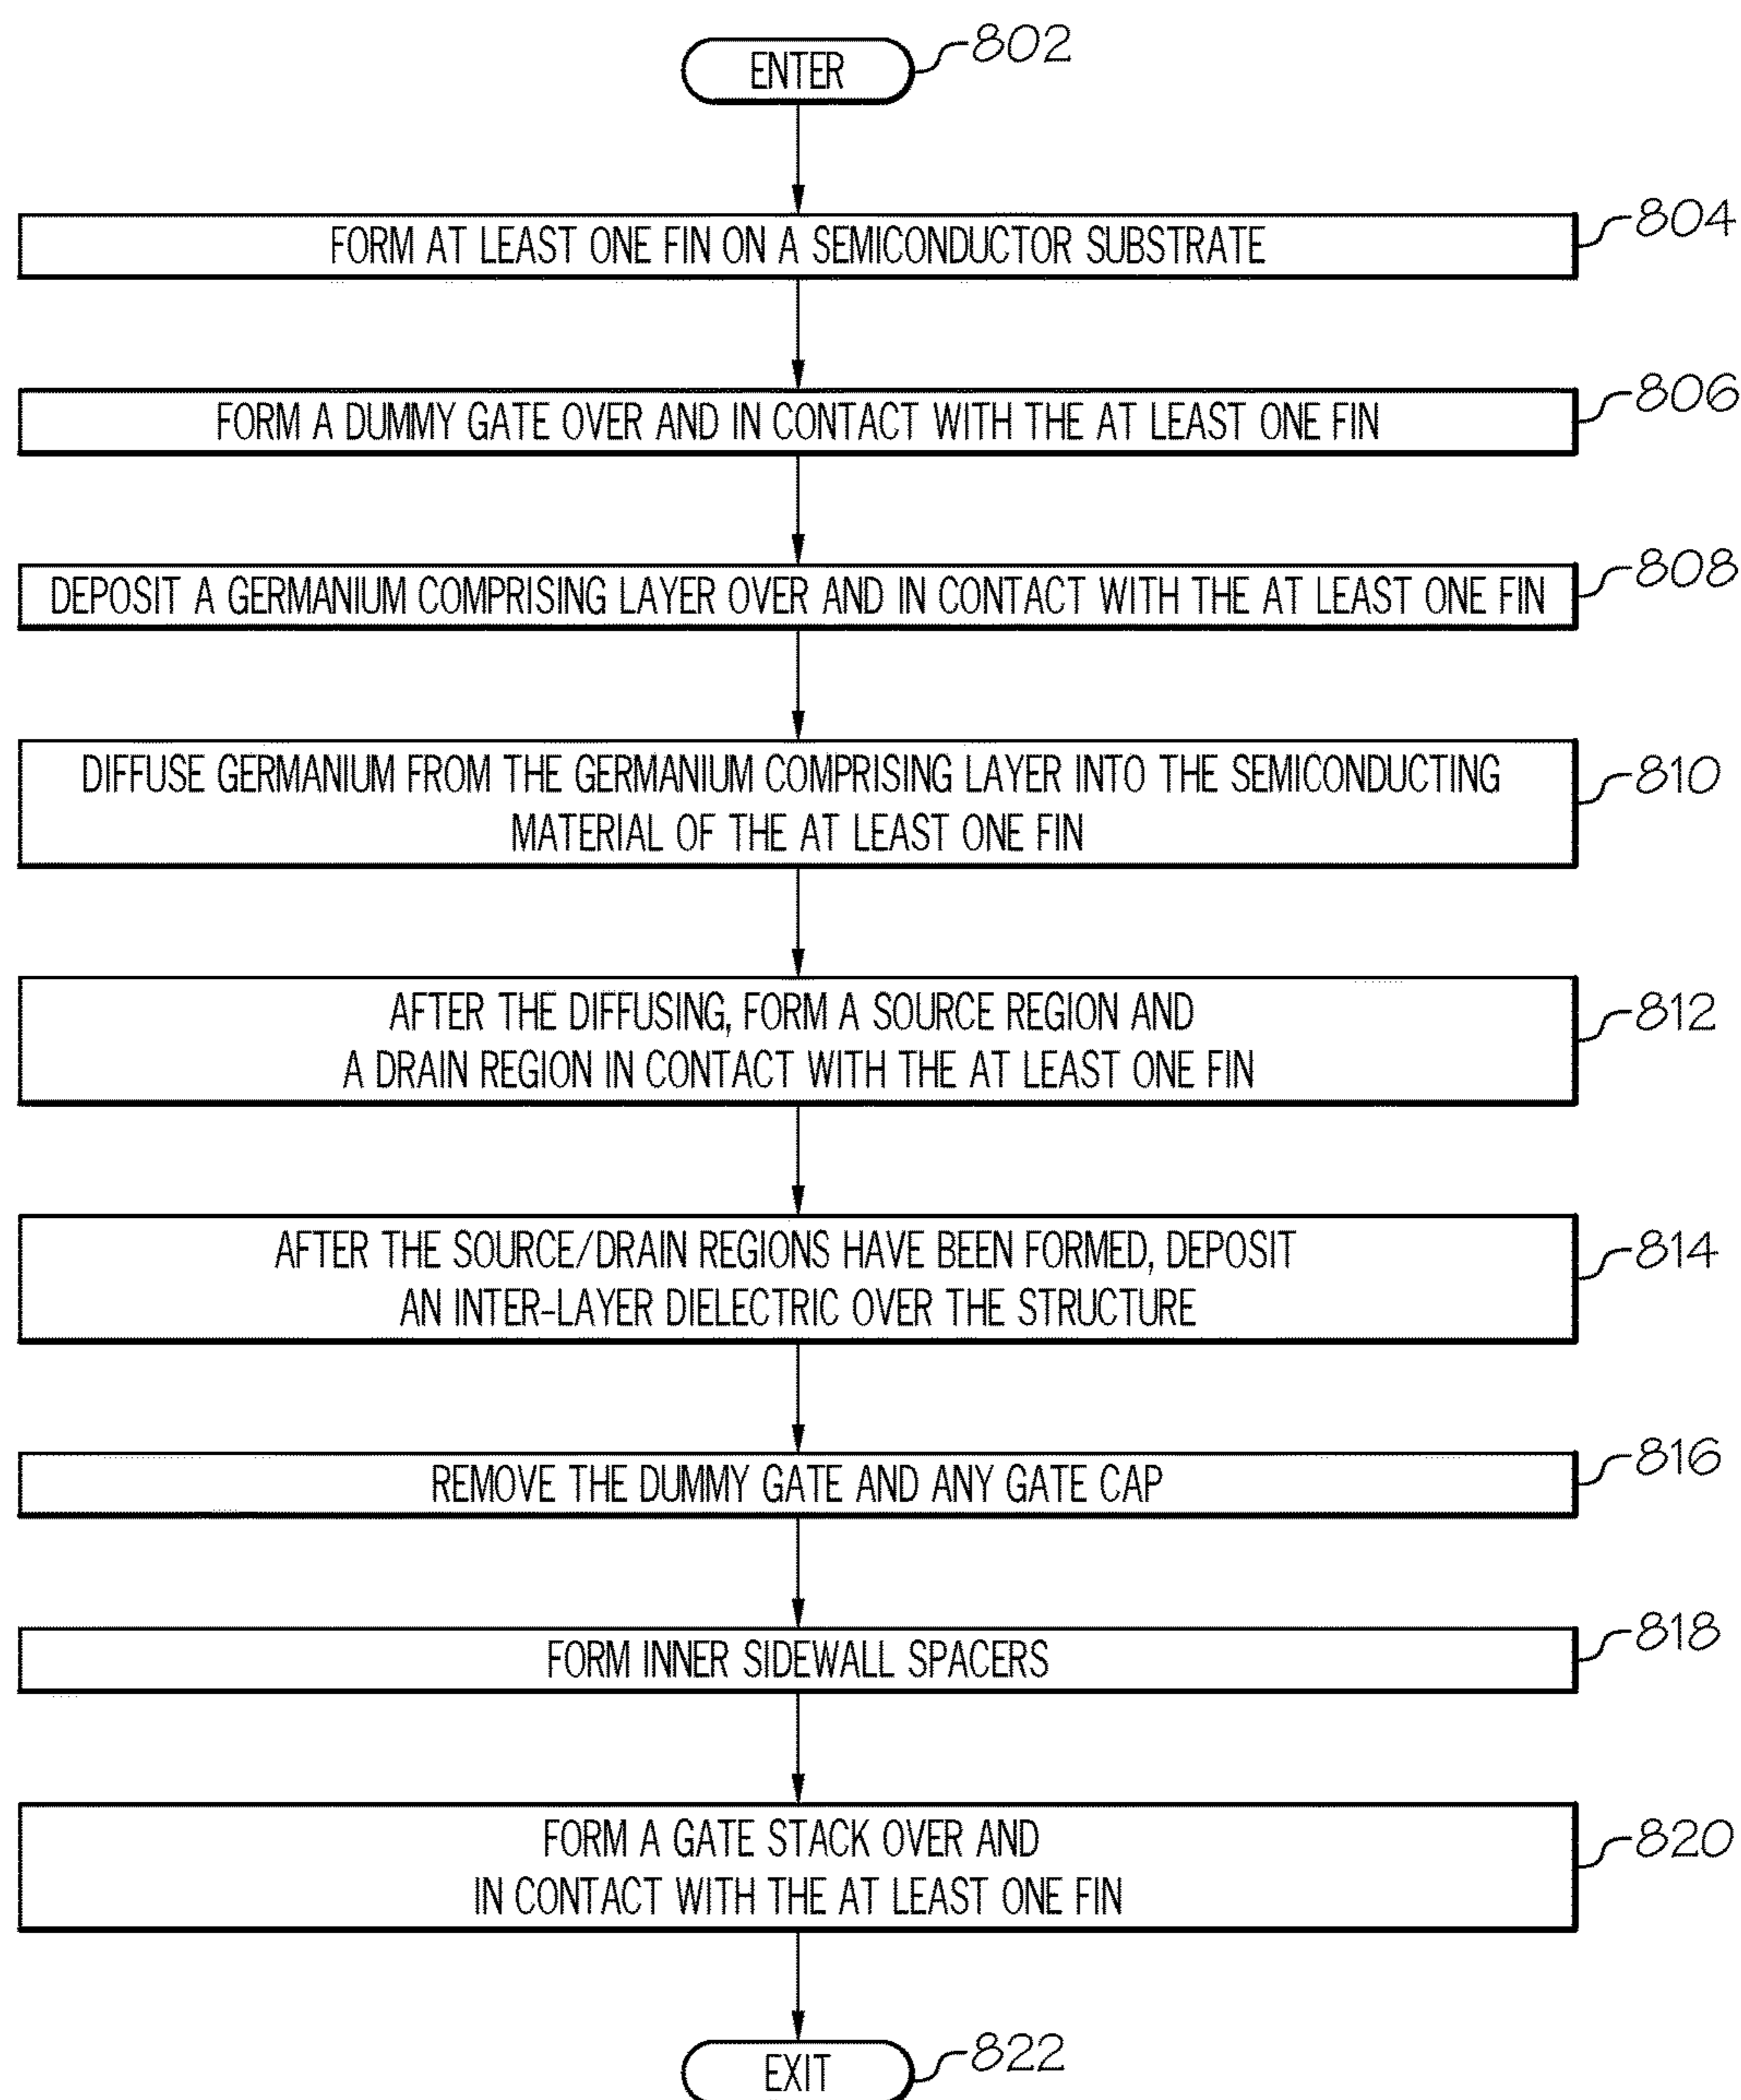 ENTER
802
FORM AT LEAST ONE FIN ON A SEMICONDUCTOR SUBSTRATE
804
FORM A DUMMY GATE OVER AND IN CONTACT WITH THE AT LEAST ONE FIN
806
DEPOSIT A GERMANIUM COMPRISING LAYER OVER AND IN CONTACT WITH THE AT LEAST ONE FIN
808
DIFFUSE GERMANIUM FROM THE GERMANIUM COMPRISING LAYER INTO THE SEMICONDUCTING
MATERIAL OF THE AT LEAST ONE FIN
810
AFTER THE DIFFUSING, FORM A SOURCE REGION AND
A DRAIN REGION IN CONTACT WITH THE AT LEAST ONE FIN
812
AFTER THE SOURCE/DRAIN REGIONS HAVE BEEN FORMED, DEPOSIT
AN INTER-LAYER DIELECTRIC OVER THE STRUCTURE
814
REMOVE THE DUMMY GATE AND ANY GATE CAP
816
FORM INNER SIDEWALL SPACERS
818
FORM A GATE STACK OVER AND
IN CONTACT WITH THE AT LEAST ONE FIN
820
EXIT
822